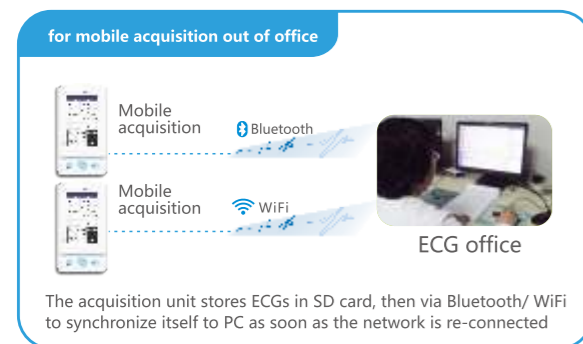 for mobile acquisition out of office
Mobile
acquisition
Bluetooth
Mobile
acquisition
WiFi
ECG office
The acquisition unit stores ECGs in SD card, then via Bluetooth/ WiFi
to synchronize itself to PC as soon as the network is re-connected